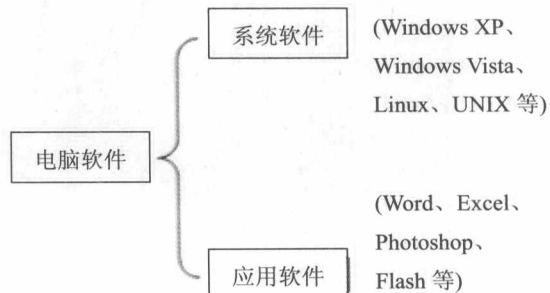 系统软件
(Windows XP、
Windows Vista、
Linux、UNIX 等)
电脑软件
(Word、Excel、
Photoshop、
Flash 等)
应用软件